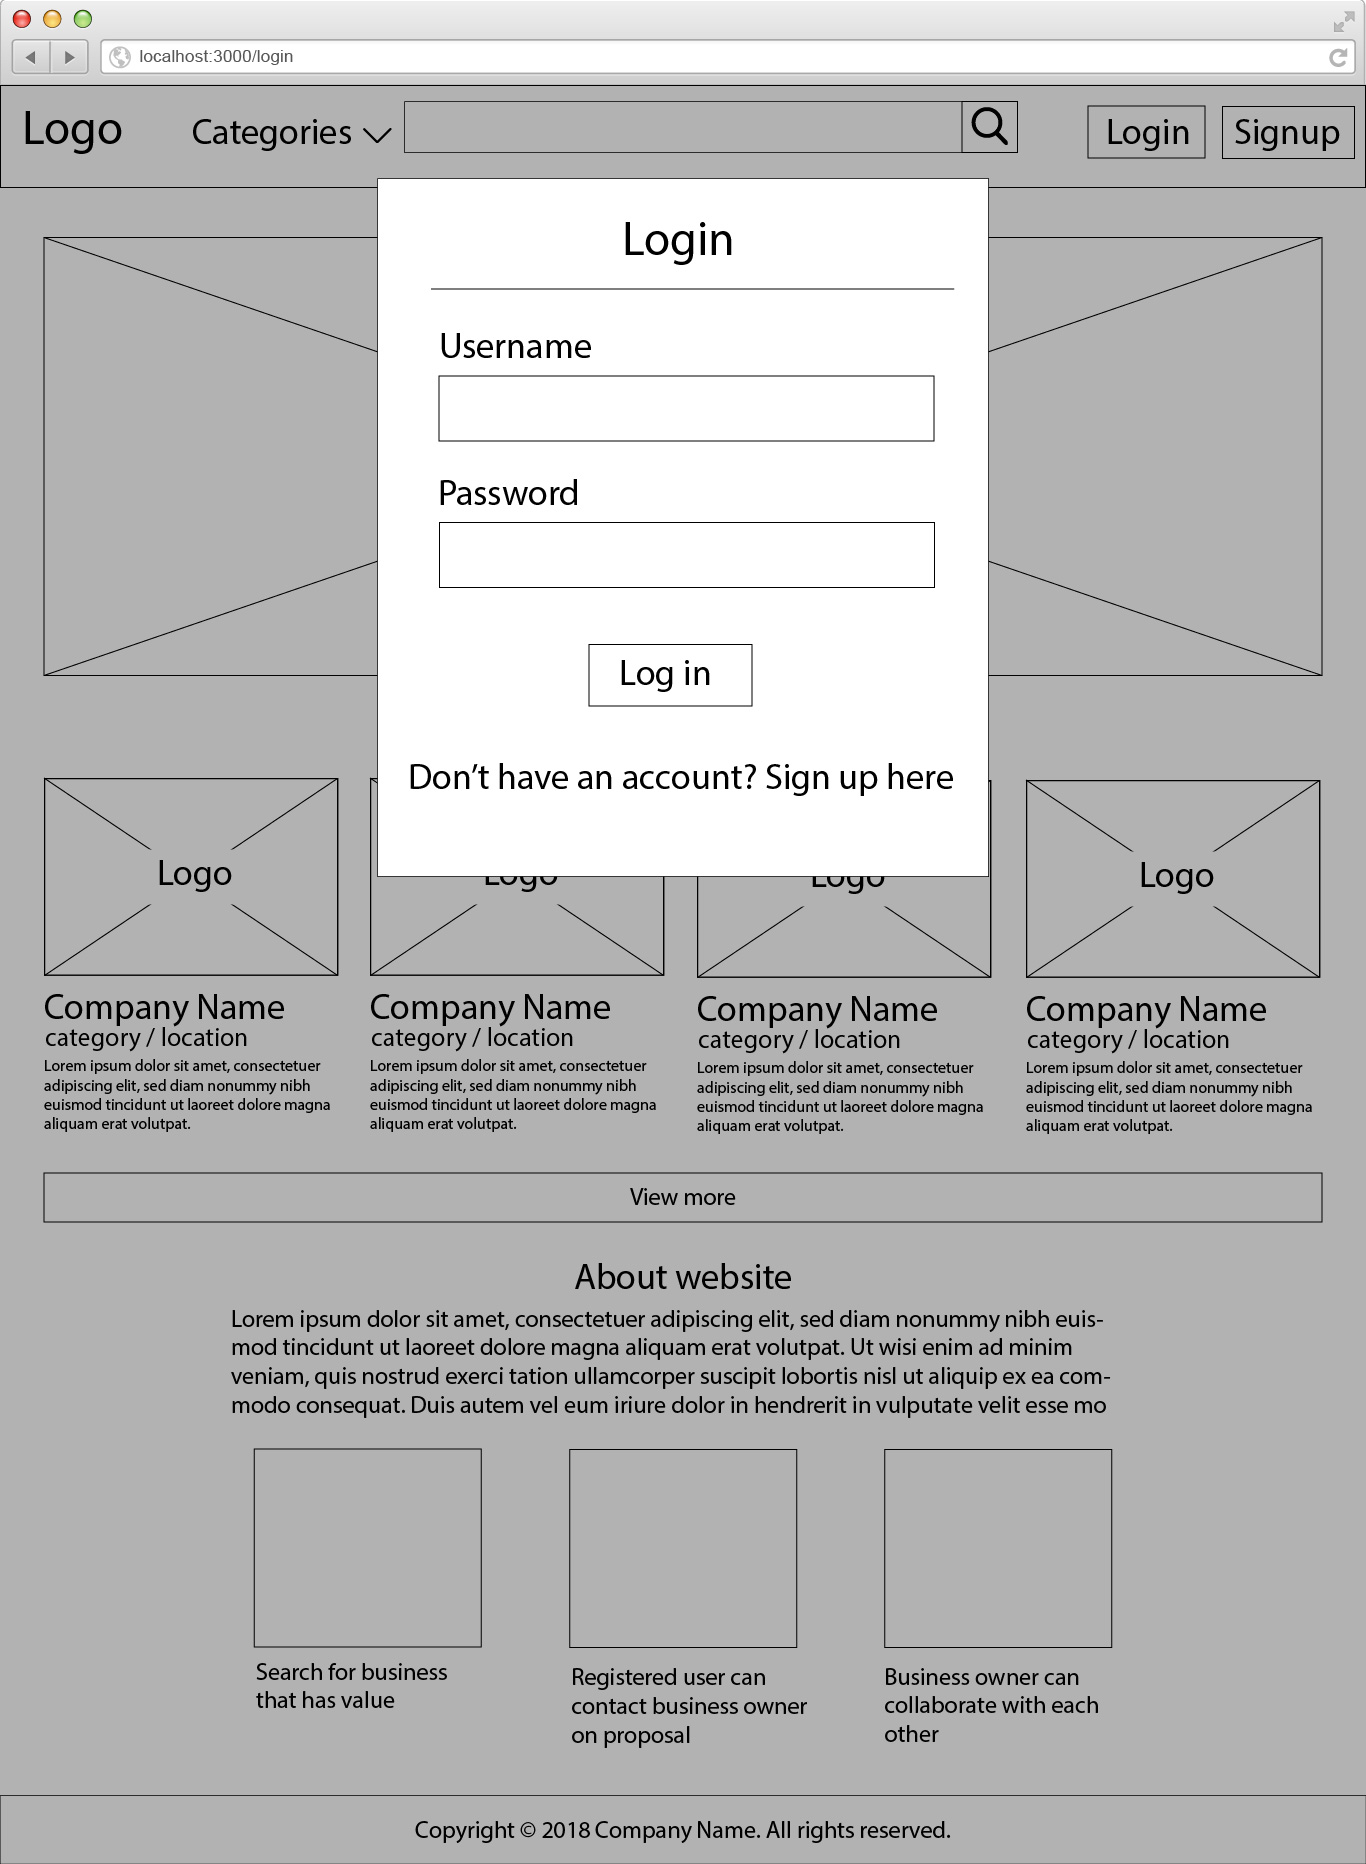 localhost:3000/login
Logo
Categories
Login
Signup
Login
Username
Password
Log in
Don’t have an account? Sign up here
Logo
Logo
Logo
Logo
Company Name
category / location
Lorem ipsum dolor sit amet, consectetuer
adipiscing elit, sed diam nonummy nibh
euismod tincidunt ut laoreet dolore magna
aliquam erat volutpat.
Company Name
category / location
Lorem ipsum dolor sit amet, consectetuer
adipiscing elit, sed diam nonummy nibh
euismod tincidunt ut laoreet dolore magna
aliquam erat volutpat.
Company Name
category / location
Lorem ipsum dolor sit amet, consectetuer
adipiscing elit, sed diam nonummy nibh
euismod tincidunt ut laoreet dolore magna
aliquam erat volutpat.
Company Name
category / location
Lorem ipsum dolor sit amet, consectetuer
adipiscing elit, sed diam nonummy nibh
euismod tincidunt ut laoreet dolore magna
aliquam erat volutpat.
View more
About website
Lorem ipsum dolor sit amet, consectetuer adipiscing elit, sed diam nonummy nibh euis-
mod tincidunt ut laoreet dolore magna aliquam erat volutpat. Ut wisi enim ad minim
veniam, quis nostrud exerci tation ullamcorper suscipit lobortis nisl ut aliquip ex ea com-
modo consequat. Duis autem vel eum iriure dolor in hendrerit in vulputate velit esse mo
Search for business
that has value
Registered user can
contact business owner
on proposal
Business owner can
collaborate with each
other
Copyright © 2018 Company Name. All rights reserved.